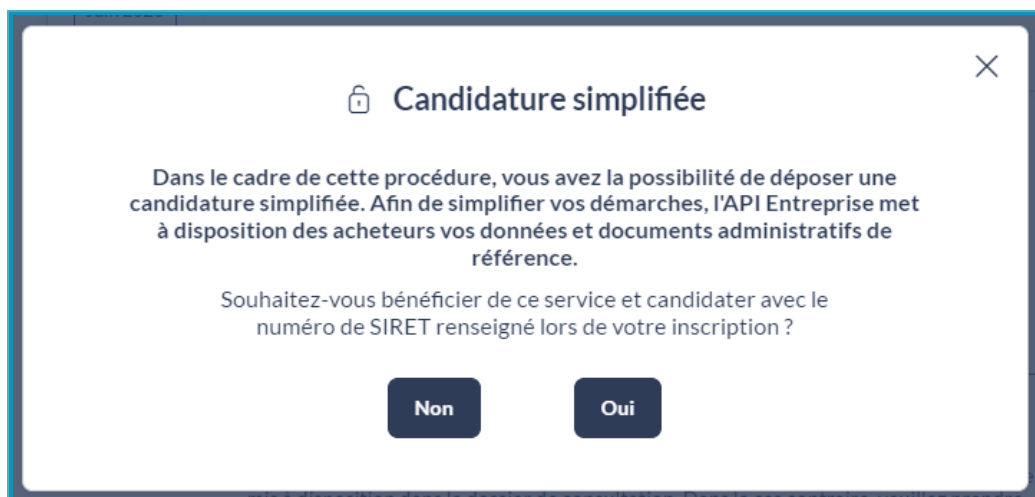 Candidature simplifiée
Dans le cadre de cette procédure, vous avez la possibilité de déposer une
candidature simplifiée. Afin de simplifier vos démarches, l'API Entreprise met
à disposition des acheteurs vos données et documents administratifs de
référence.
Souhaitez-vous bénéficier de ce service et candidater avec le
numéro de SIRET renseigné lors de votre inscription ?
Non Oui